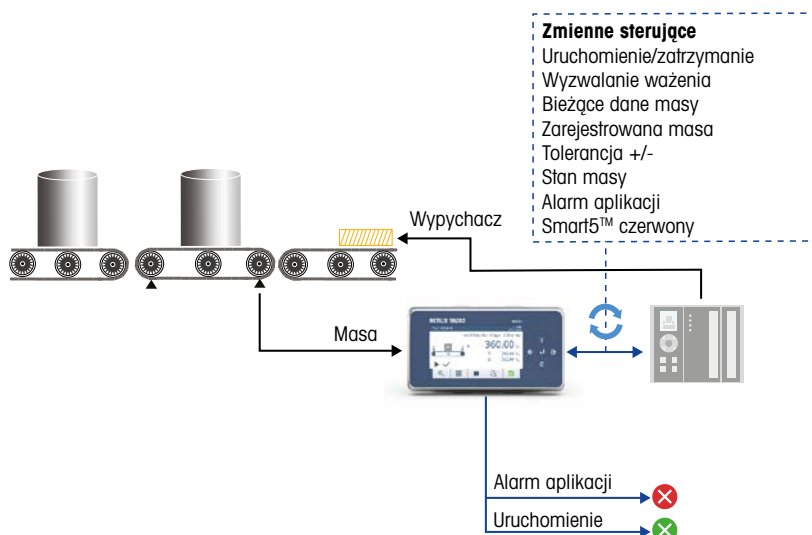 Zmienne sterujące
Uruchomienie/zatrzymanie
Wyzwalanie ważenia
Bieżące dane masy
Zarejestrowana masa
Tolerancja +/-
Stan masy
Alarm aplikacji
Smart5™ czerwony
Wypychacz
Masa
METTLER TOLEDO
360.00
Alarm aplikacji
Uruchomienie